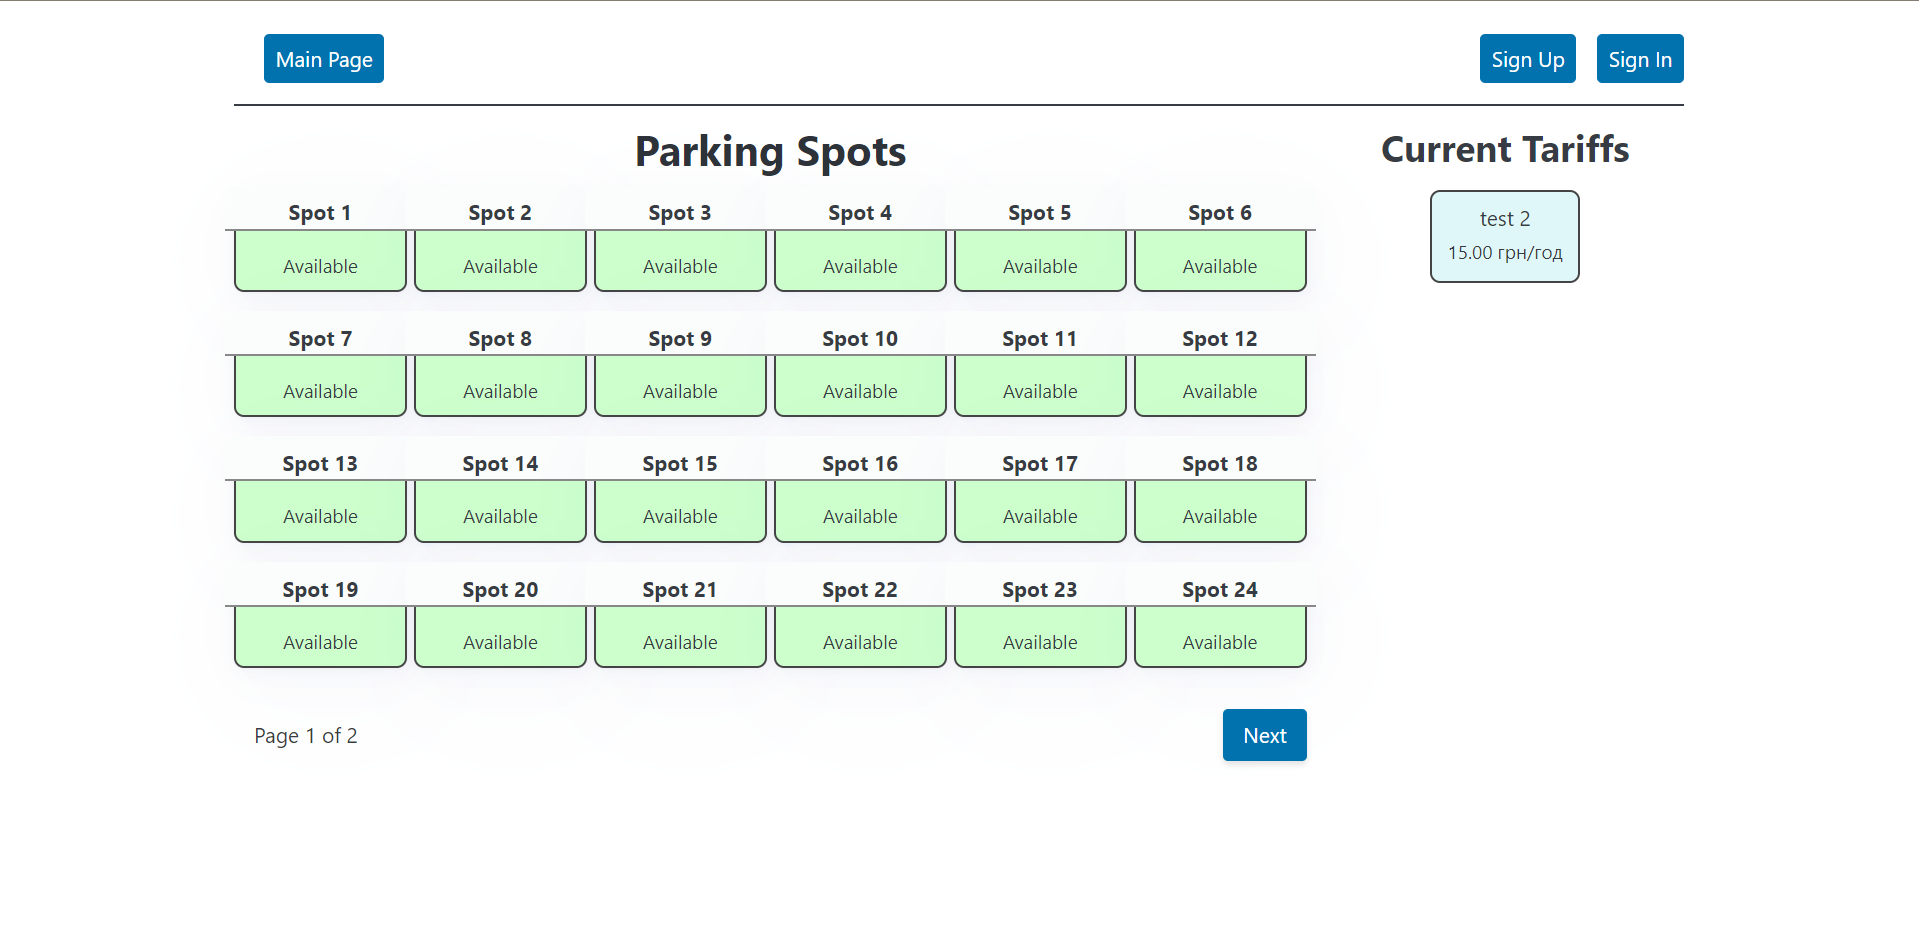 Main Page Sign Up Sign In
Parking Spots
Spot 1 Spot 2 Spot 3 Spot 4 Spot 5 Spot 6
Available Available Available Available Available Available
Spot 7 Spot 8 Spot 9 Spot 10 Spot 11 Spot 12
Available Available Available Available Available Available
Spot 13 Spot 14 Spot 15 Spot 16 Spot 17 Spot 18
Available Available Available Available Available Available
Spot 19 Spot 20 Spot 21 Spot 22 Spot 23 Spot 24
Available Available Available Available Available Available
Page 1 of 2 Next
Current Tariffs
test 2
15.00 грн/год